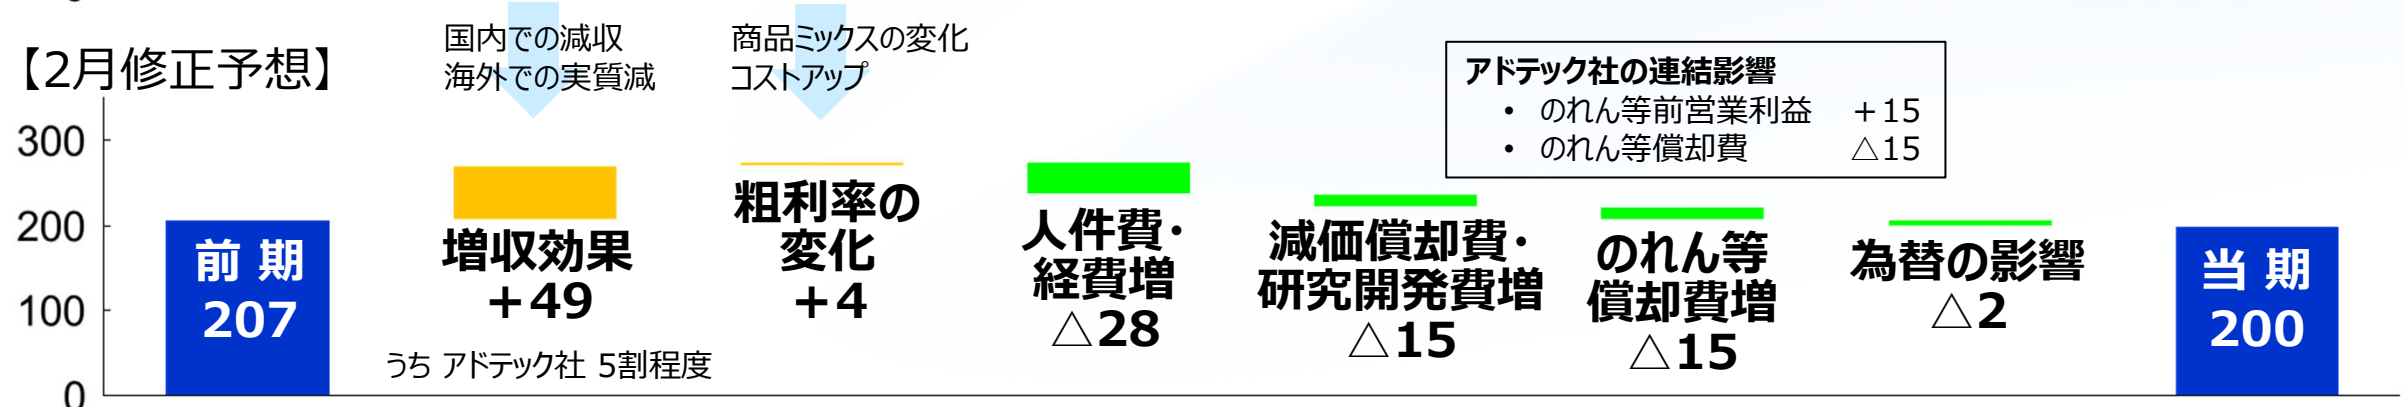 国内での減収
海外での実質減
商品ミックスの変化
コストアップ
【2月修正予想】
アドテック社の連結影響
• のれん等前営業利益 +15
• のれん等償却費 △15
300
200
100
0
前 期
207
増収効果
+49
うち アドテック社 5割程度
粗利率の
変化
+4
人件費・
経費増
△28
減価償却費・
研究開発費増
△15
のれん等
償却費増
△15
為替の影響
△2
当 期
200